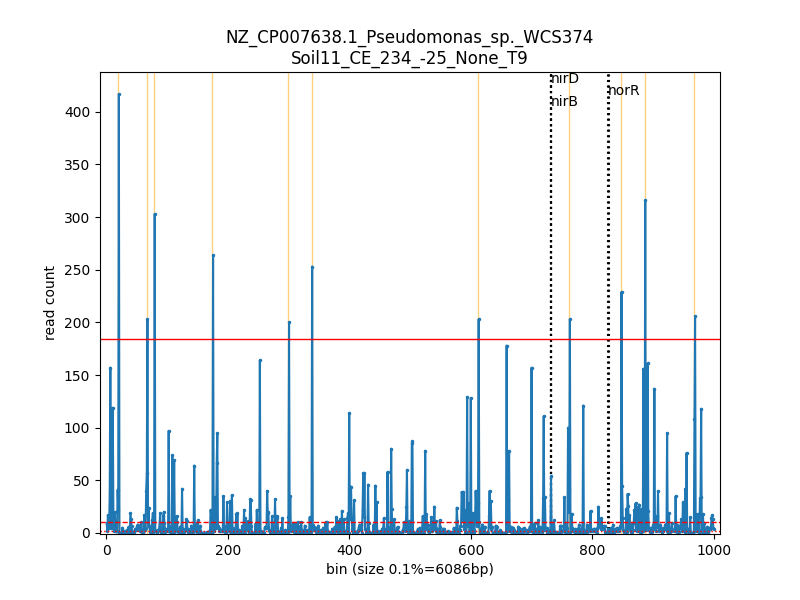 NZ_CP007638.1_Pseudomonas_sp._WCS374
Soil11_CE_234_-25_None_T9
nirD
norR
nirB
400
350
300
250
200
150
100
50
0
read count
0 200 400 600 800 1000
bin (size 0.1%=6086bp)